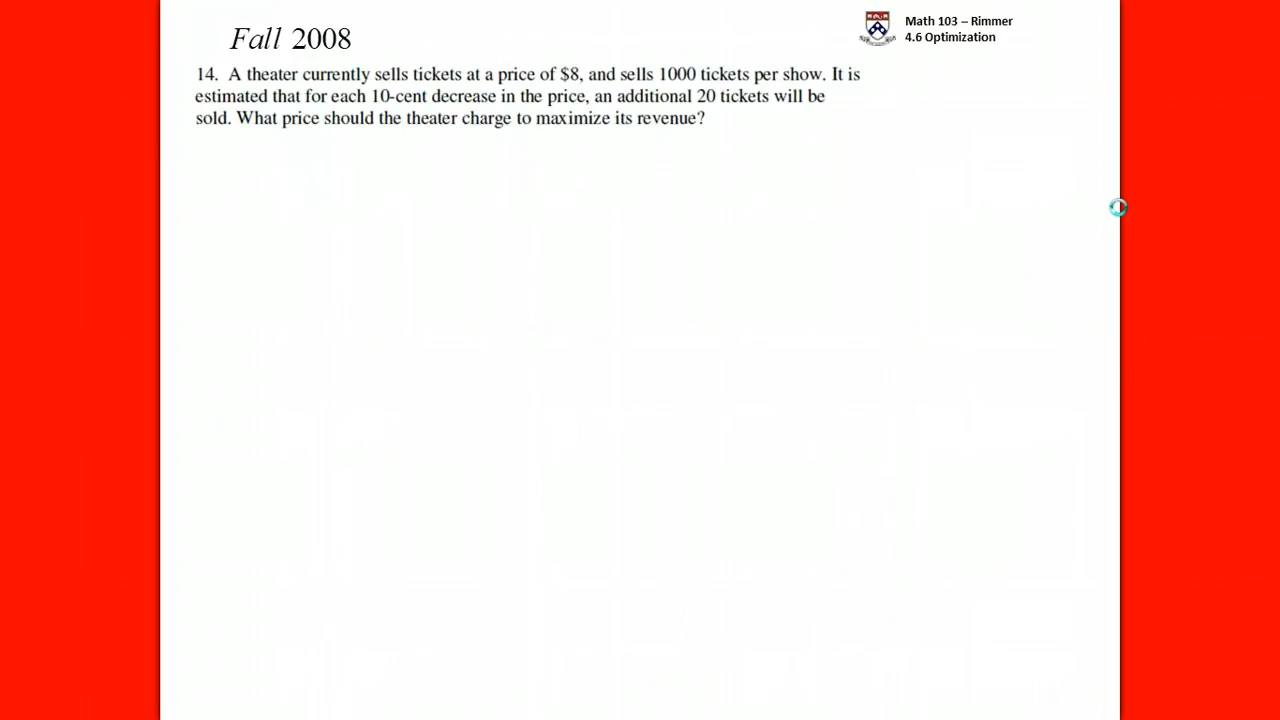 Fall 2008
Math 103 – Rimmer
4.6 Optimization
14. A theater currently sells tickets at a price of $8, and sells 1000 tickets per show. It is
estimated that for each 10-cent decrease in the price, an additional 20 tickets will be
sold. What price should the theater charge to maximize its revenue?